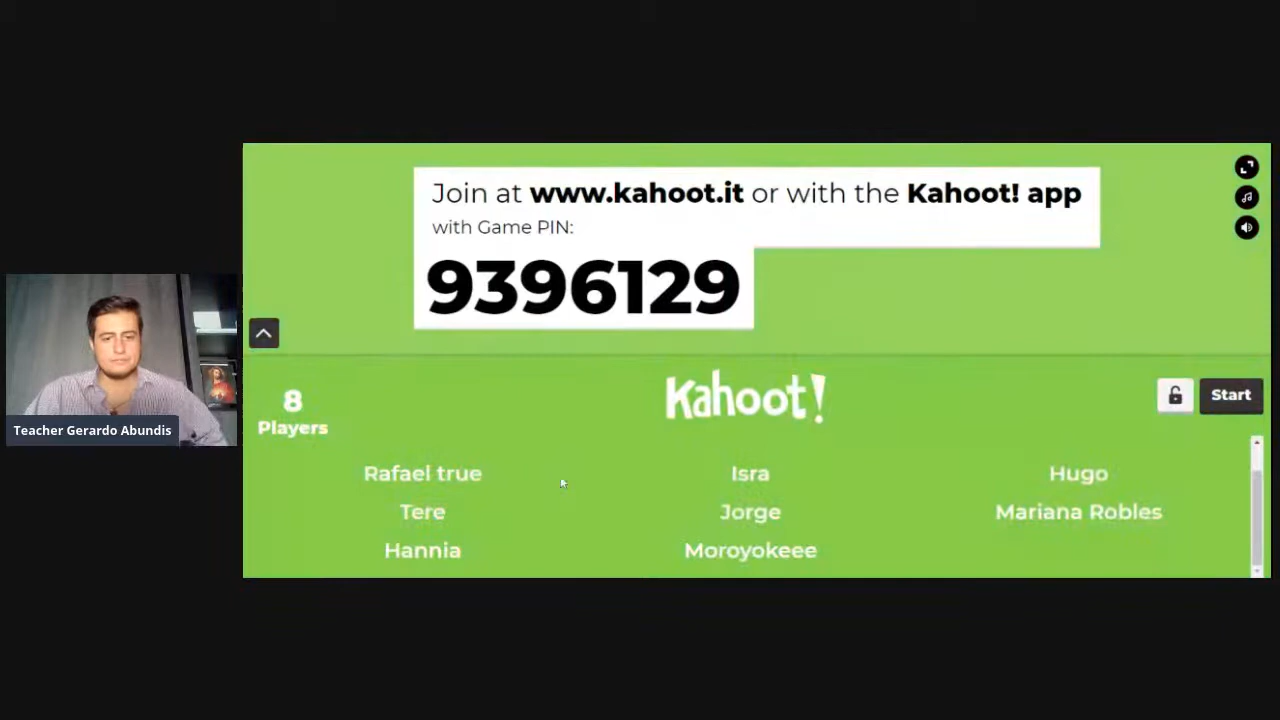 Join at www.kahoot.it or with the Kahoot! app
with Game PIN:
9396129
8
Players
Kahoot!
Start
Rafael true
Isra
Hugo
Tere
Jorge
Mariana Robles
Hannia
Moroyokeee
Teacher Gerardo Abundis